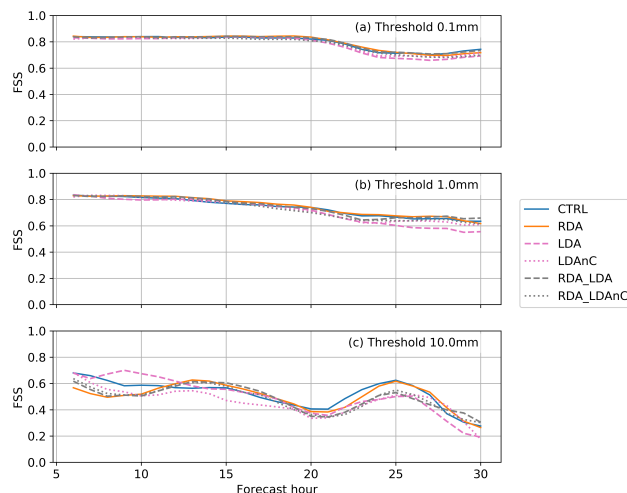 (a) Threshold 0.1mm
FSS
1.0
0.8
0.6
0.4
0.2
0.0
(b) Threshold 1.0mm
FSS
1.0
0.8
0.6
0.4
0.2
0.0
(c) Threshold 10.0mm
FSS
1.0
0.8
0.6
0.4
0.2
0.0
5 10 15 20 25 30
Forecast hour
CTRL
RDA
LDA
LDAnC
RDA_LDA
RDA_LDAnC